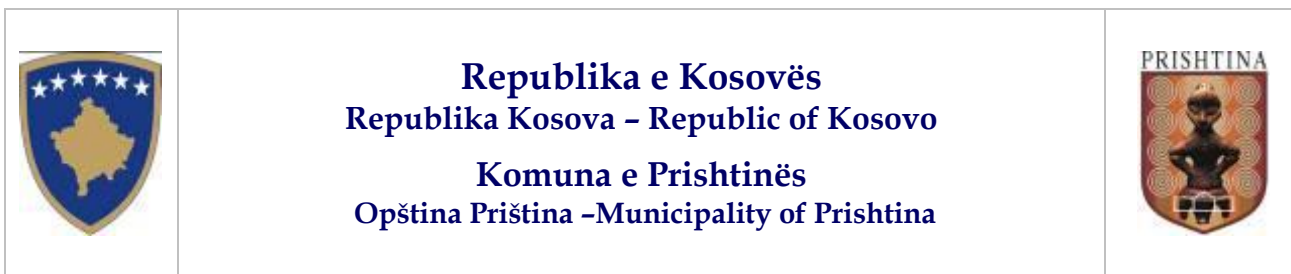 Republika e Kosovës
Republika Kosova – Republic of Kosovo
Komuna e Prishtinës
Opština Priština –Municipality of Prishtina
PRISHTINA